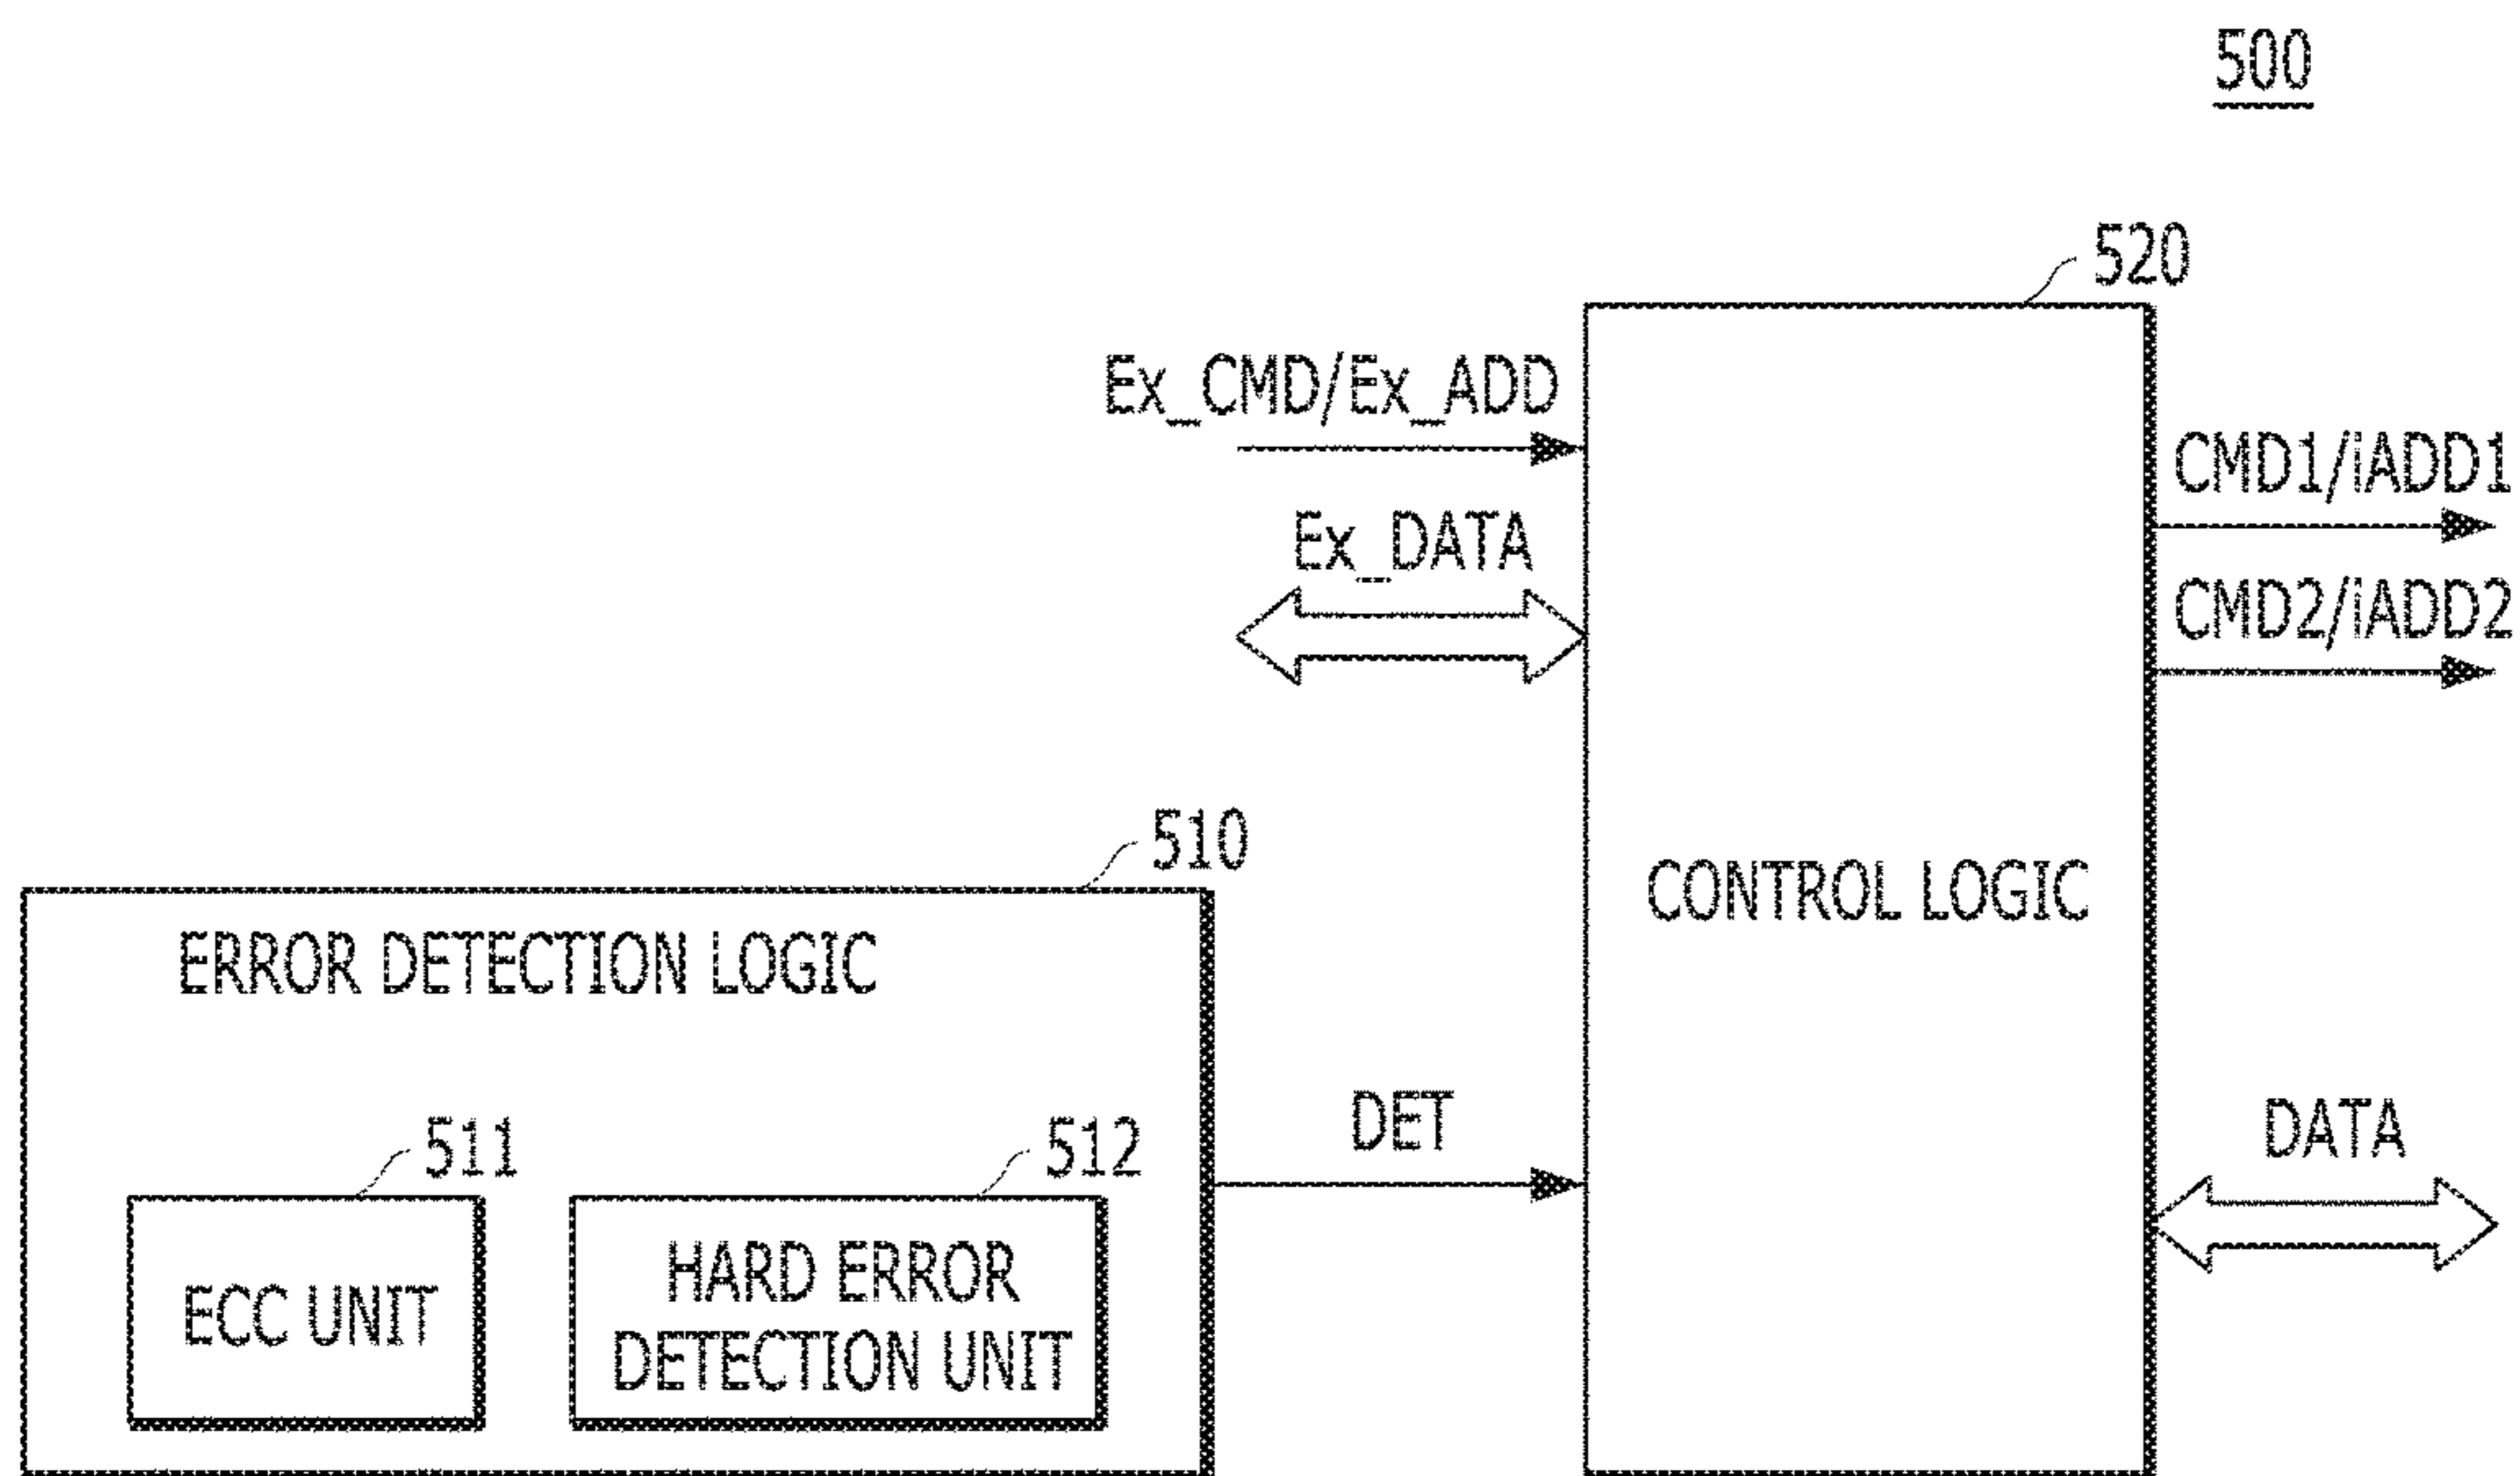 500
520
Ex_CMD/Ex_ADD
CMD1/iADD1
Ex_DATA
CMD2/iADD2
510
CONTROL LOGIC
ERROR DETECTION LOGIC
DET
DATA
511
512
ECC UNIT
HARD ERROR
DETECTION UNIT